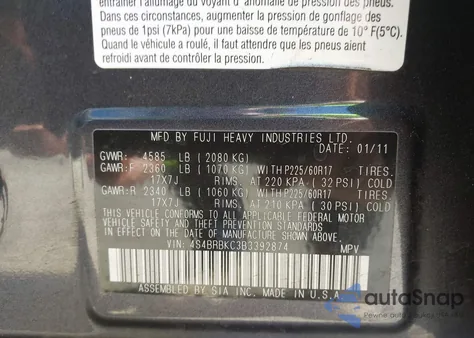 entraîner l'allumage du voyant d'anomalie de pression des pneus.
Dans ces circonstances, augmenter la pression de gonflage des
pneus de 1psi (7kPa) pour une baisse de température de 10° F(5°C).
Quand le véhicule a roulé, il faut attendre que les pneus aient
refroidi avant de contrôler la pression.
MFD BY FUJI HEAVY INDUSTRIES LTD.
GVWR: 4585 LB (2080 KG) 01/11
GAWR:F 2360 LB (1070 KG) WITH P225/60R17 TIRES,
17X7J RIMS, AT 220 KPA (32 PSI) COLD
GAWR:R 2340 LB (1060 KG) WITH P225/60R17 TIRES,
17X7J RIMS, AT 210 KPA (30 PSI) COLD
THIS VEHICLE CONFORMS TO ALL APPLICABLE FEDERAL MOTOR
VEHICLE SAFETY AND THEFT PREVENTION STANDARDS
IN EFFECT ON THE DATE OF MANUFACTURE SHOWN ABOVE.
VIN: 4S4BRBKC3B3392874 MPV
ASSEMBLED BY SIA INC. MADE IN U.S.A.
autoSnap
Pewne auto